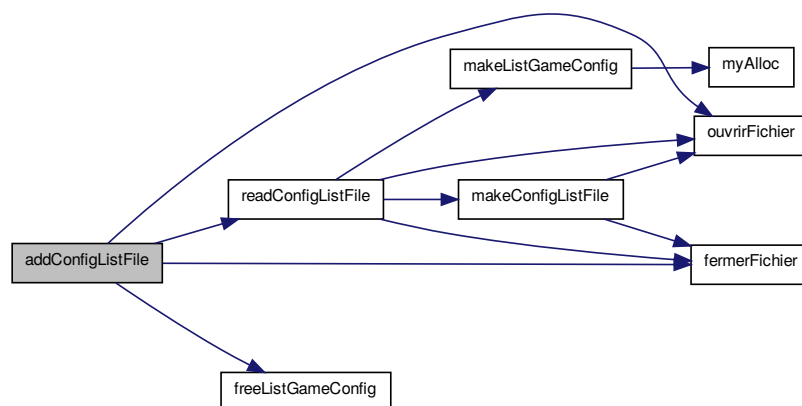 makeListGameConfig
myAlloc
ouvrirFichier
readConfigListFile
makeConfigListFile
addConfigListFile
fermerFichier
freeListGameConfig